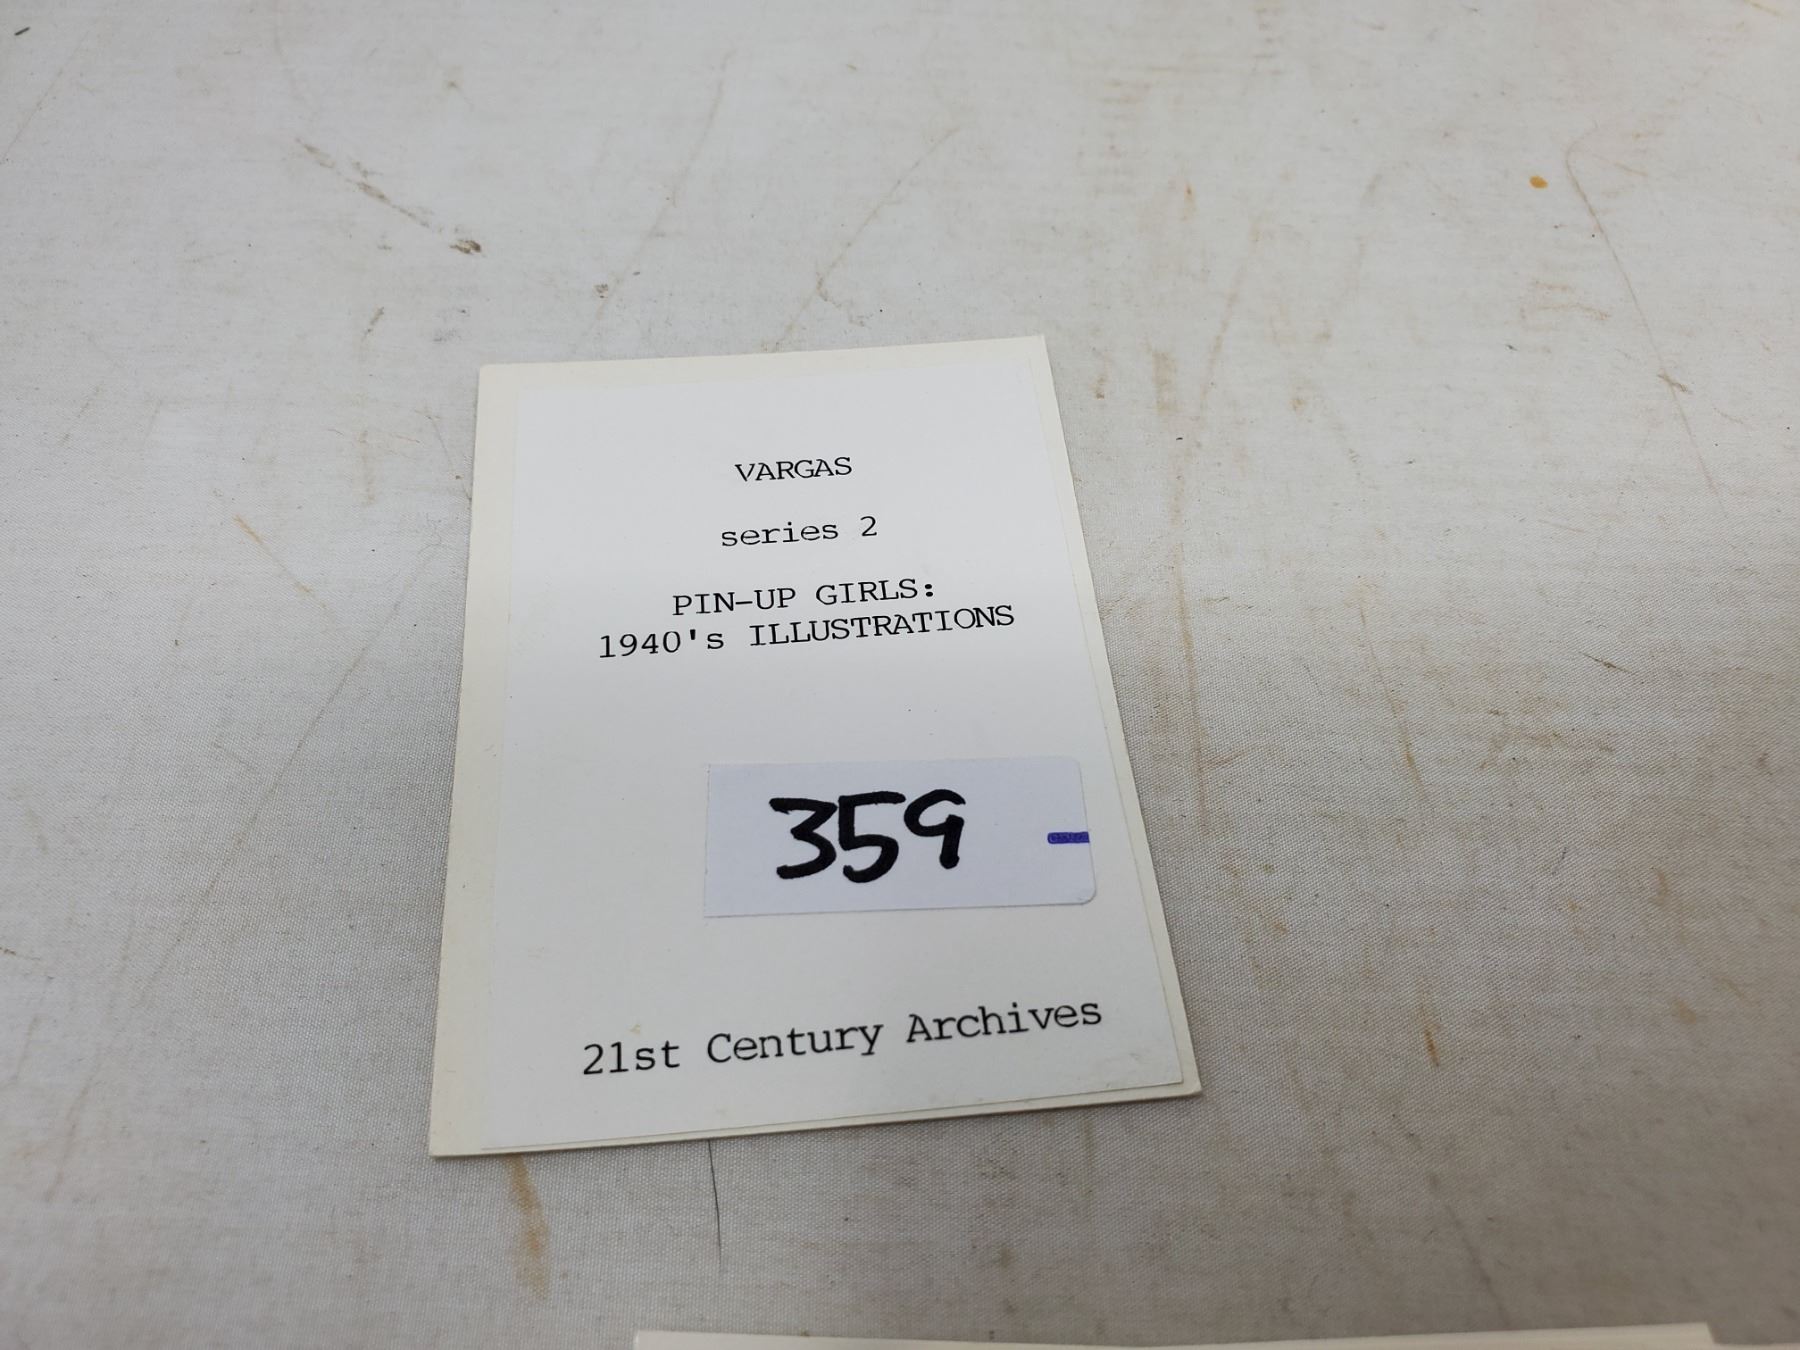 VARGAS
series 2
PIN-UP GIRLS:
1940's ILLUSTRATIONS
359
21st Century Archives